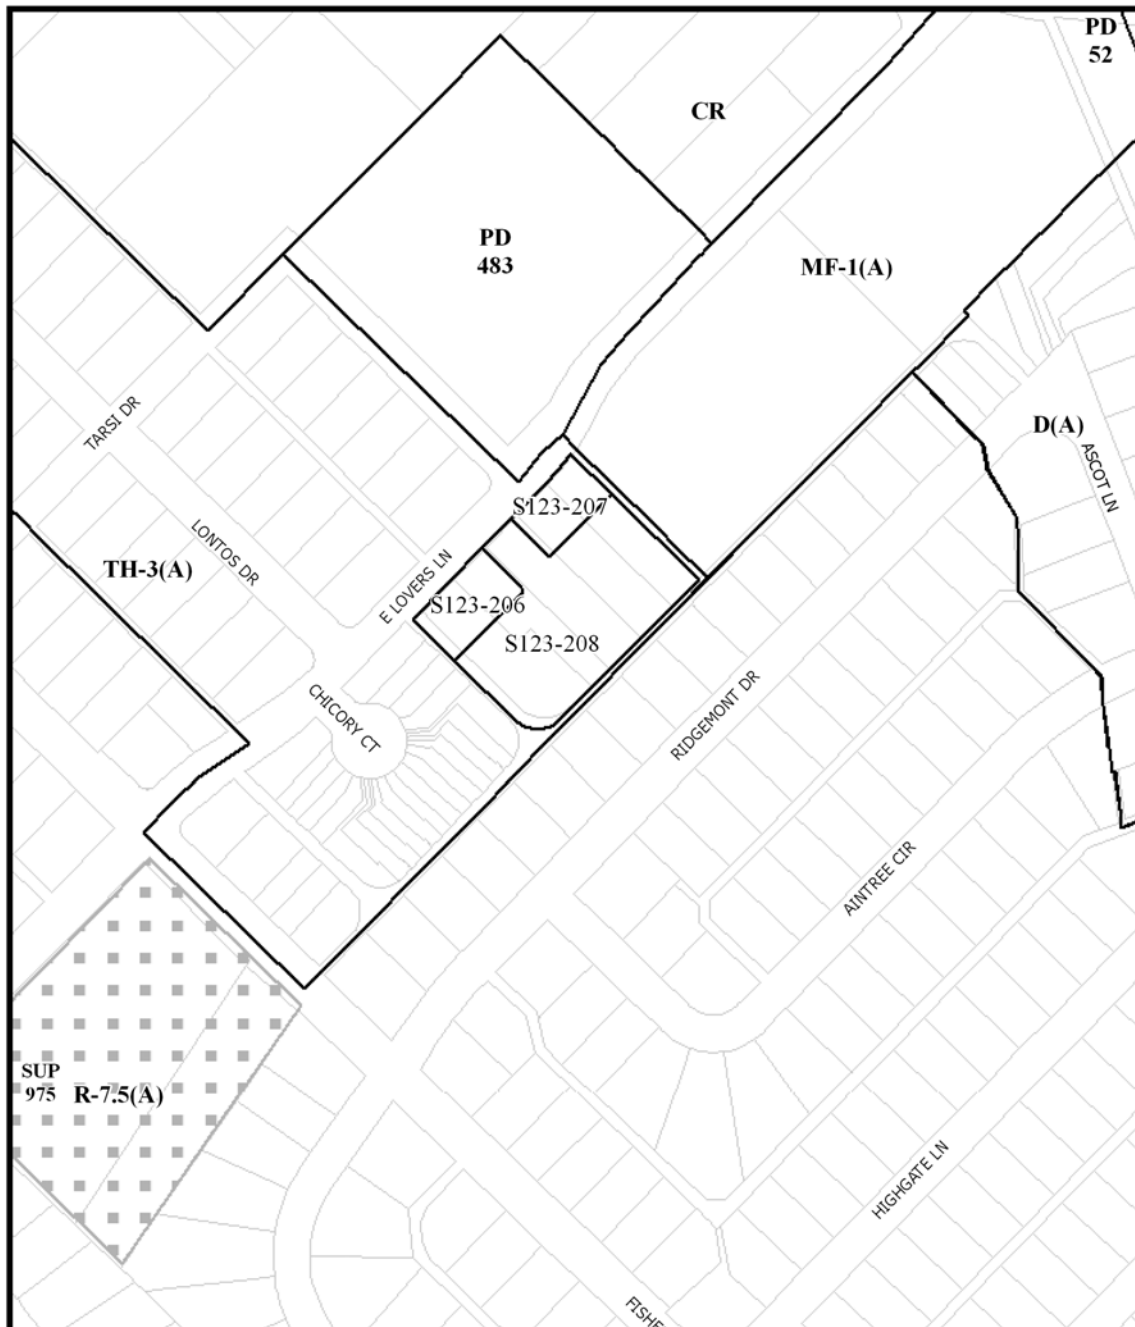 PD
52
CR
PD
483
MF-1(A)
TARSI DR
D(A)
ASCOT LN
S123-207
LONTOS DR
TH-3(A)
E LOVERS LN
S123-206
S123-208
CHICORY CT
RIDGEMONT DR
AINTREE CIR
SUP
975
R-7.5(A)
HIGHGATE LN
FISHE